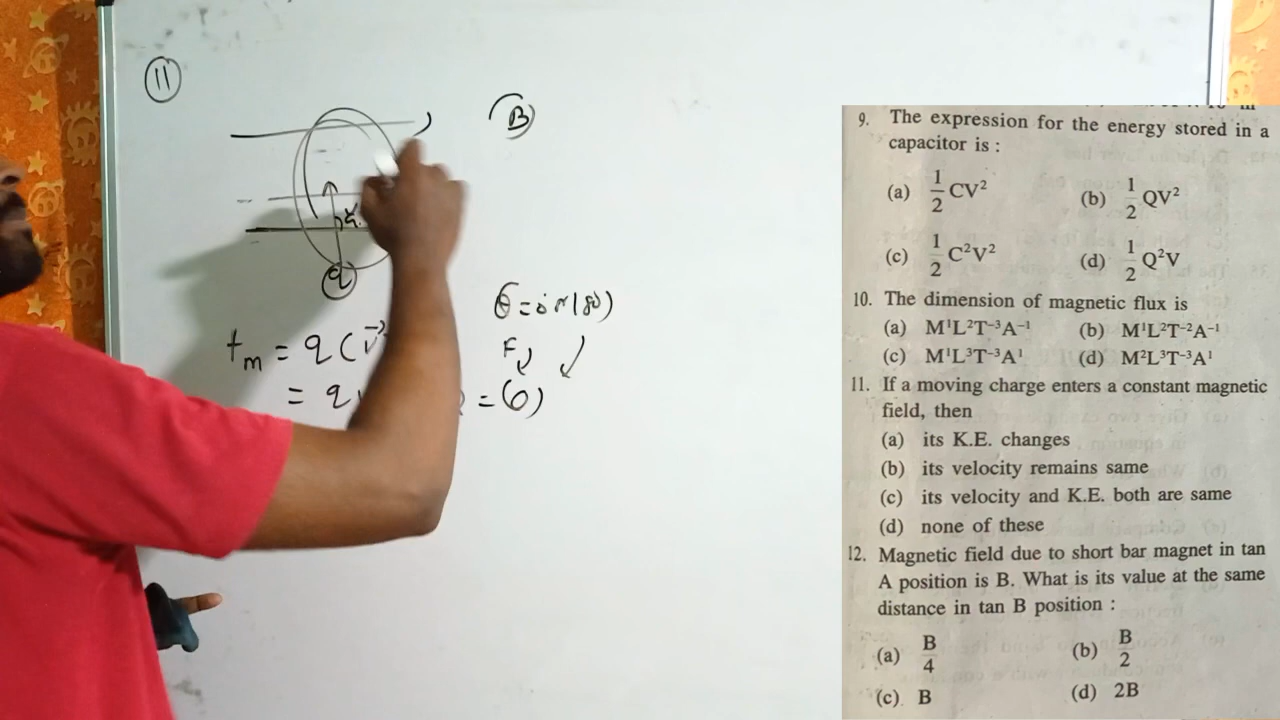 11
B
q
θ = 0 or 180
F
= q
= q
= 0
9. The expression for the energy stored in a
capacitor is :
(a) 1/2 CV² (b) 1/2 QV²
(c) 1/2 C²V² (d) 1/2 Q²V
10. The dimension of magnetic flux is
(a) M¹L²T⁻³A⁻¹ (b) M¹L²T⁻²A⁻¹
(c) M¹L³T⁻³A¹ (d) M²L³T⁻³A¹
11. If a moving charge enters a constant magnetic
field, then
(a) its K.E. changes
(b) its velocity remains same
(c) its velocity and K.E. both are same
(d) none of these
12. Magnetic field due to short bar magnet in tan
A position is B. What is its value at the same
distance in tan B position :
(a) B/4 (b) B/2
(c) B (d) 2B